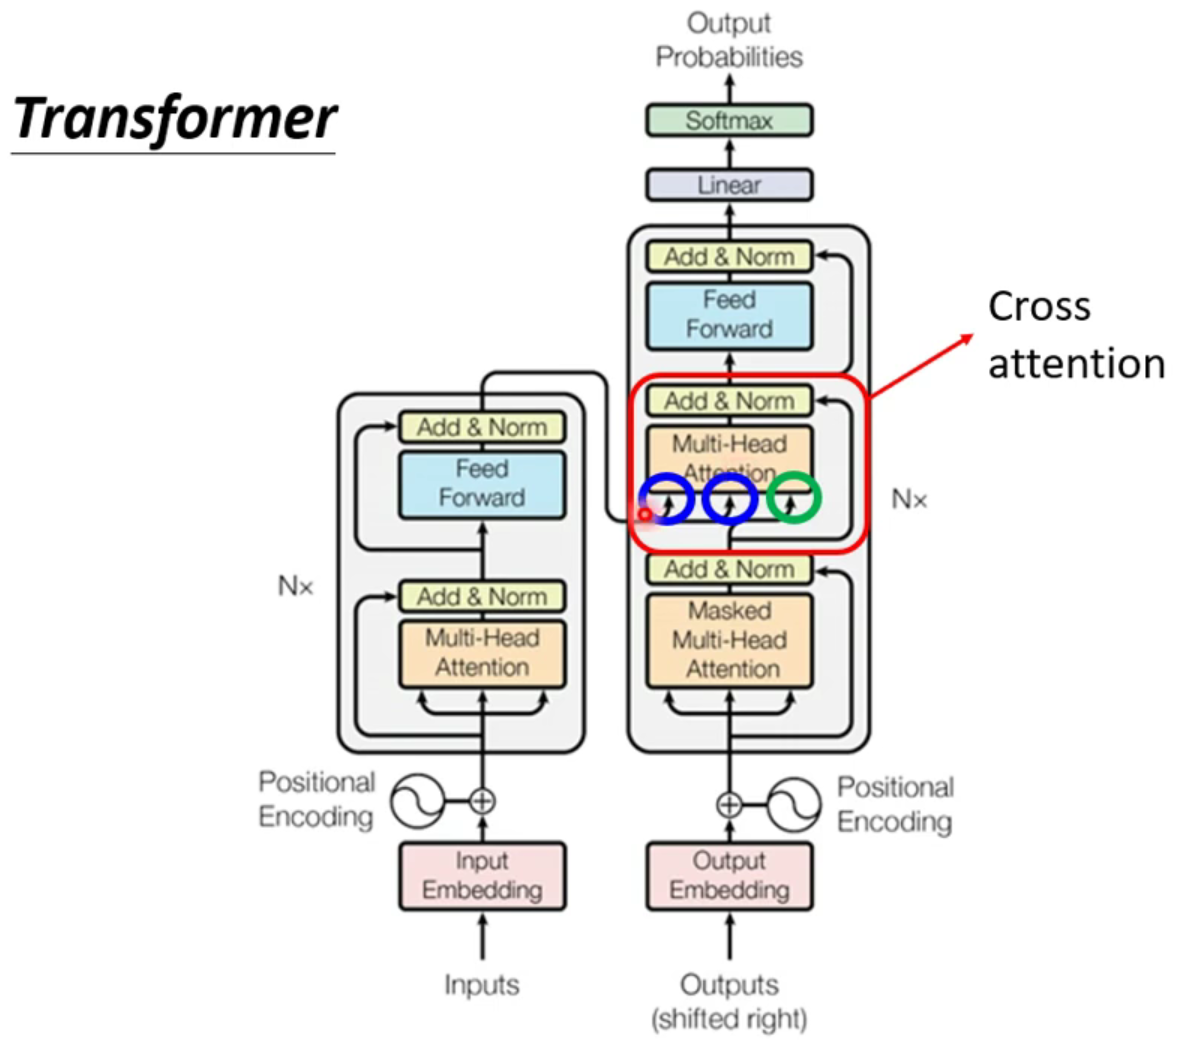 Transformer
Output
Probabilities
Softmax
Linear
Add & Norm
Feed
Forward
Add & Norm
Multi-Head
Attention
Cross
attention
Nx
Add & Norm
Masked
Multi-Head
Attention
Add & Norm
Feed
Forward
Nx
Add & Norm
Multi-Head
Attention
Positional
Encoding
Positional
Encoding
Input
Embedding
Output
Embedding
Inputs
Outputs
(shifted right)